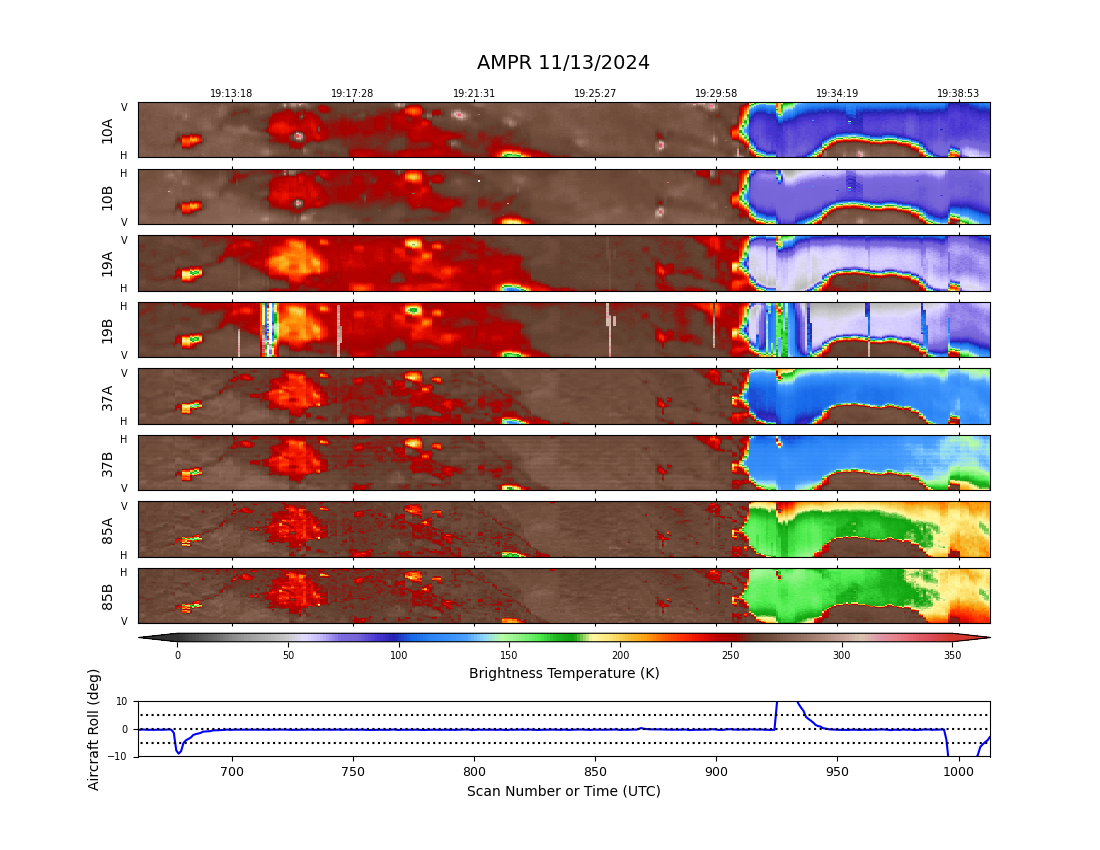 AMPR 11/13/2024
19:13:18 19:17:28 19:21:31 19:25:27 19:29:58 19:34:19 19:38:53
V
10A
H
H
10B
V
V
19A
H
H
19B
V
V
37A
H
H
37B
V
V
85A
H
H
85B
V
0 50 100 150 200 250 300 350
Brightness Temperature (K)
Aircraft Roll (deg)
10
0
−10
700 750 800 850 900 950 1000
Scan Number or Time (UTC)